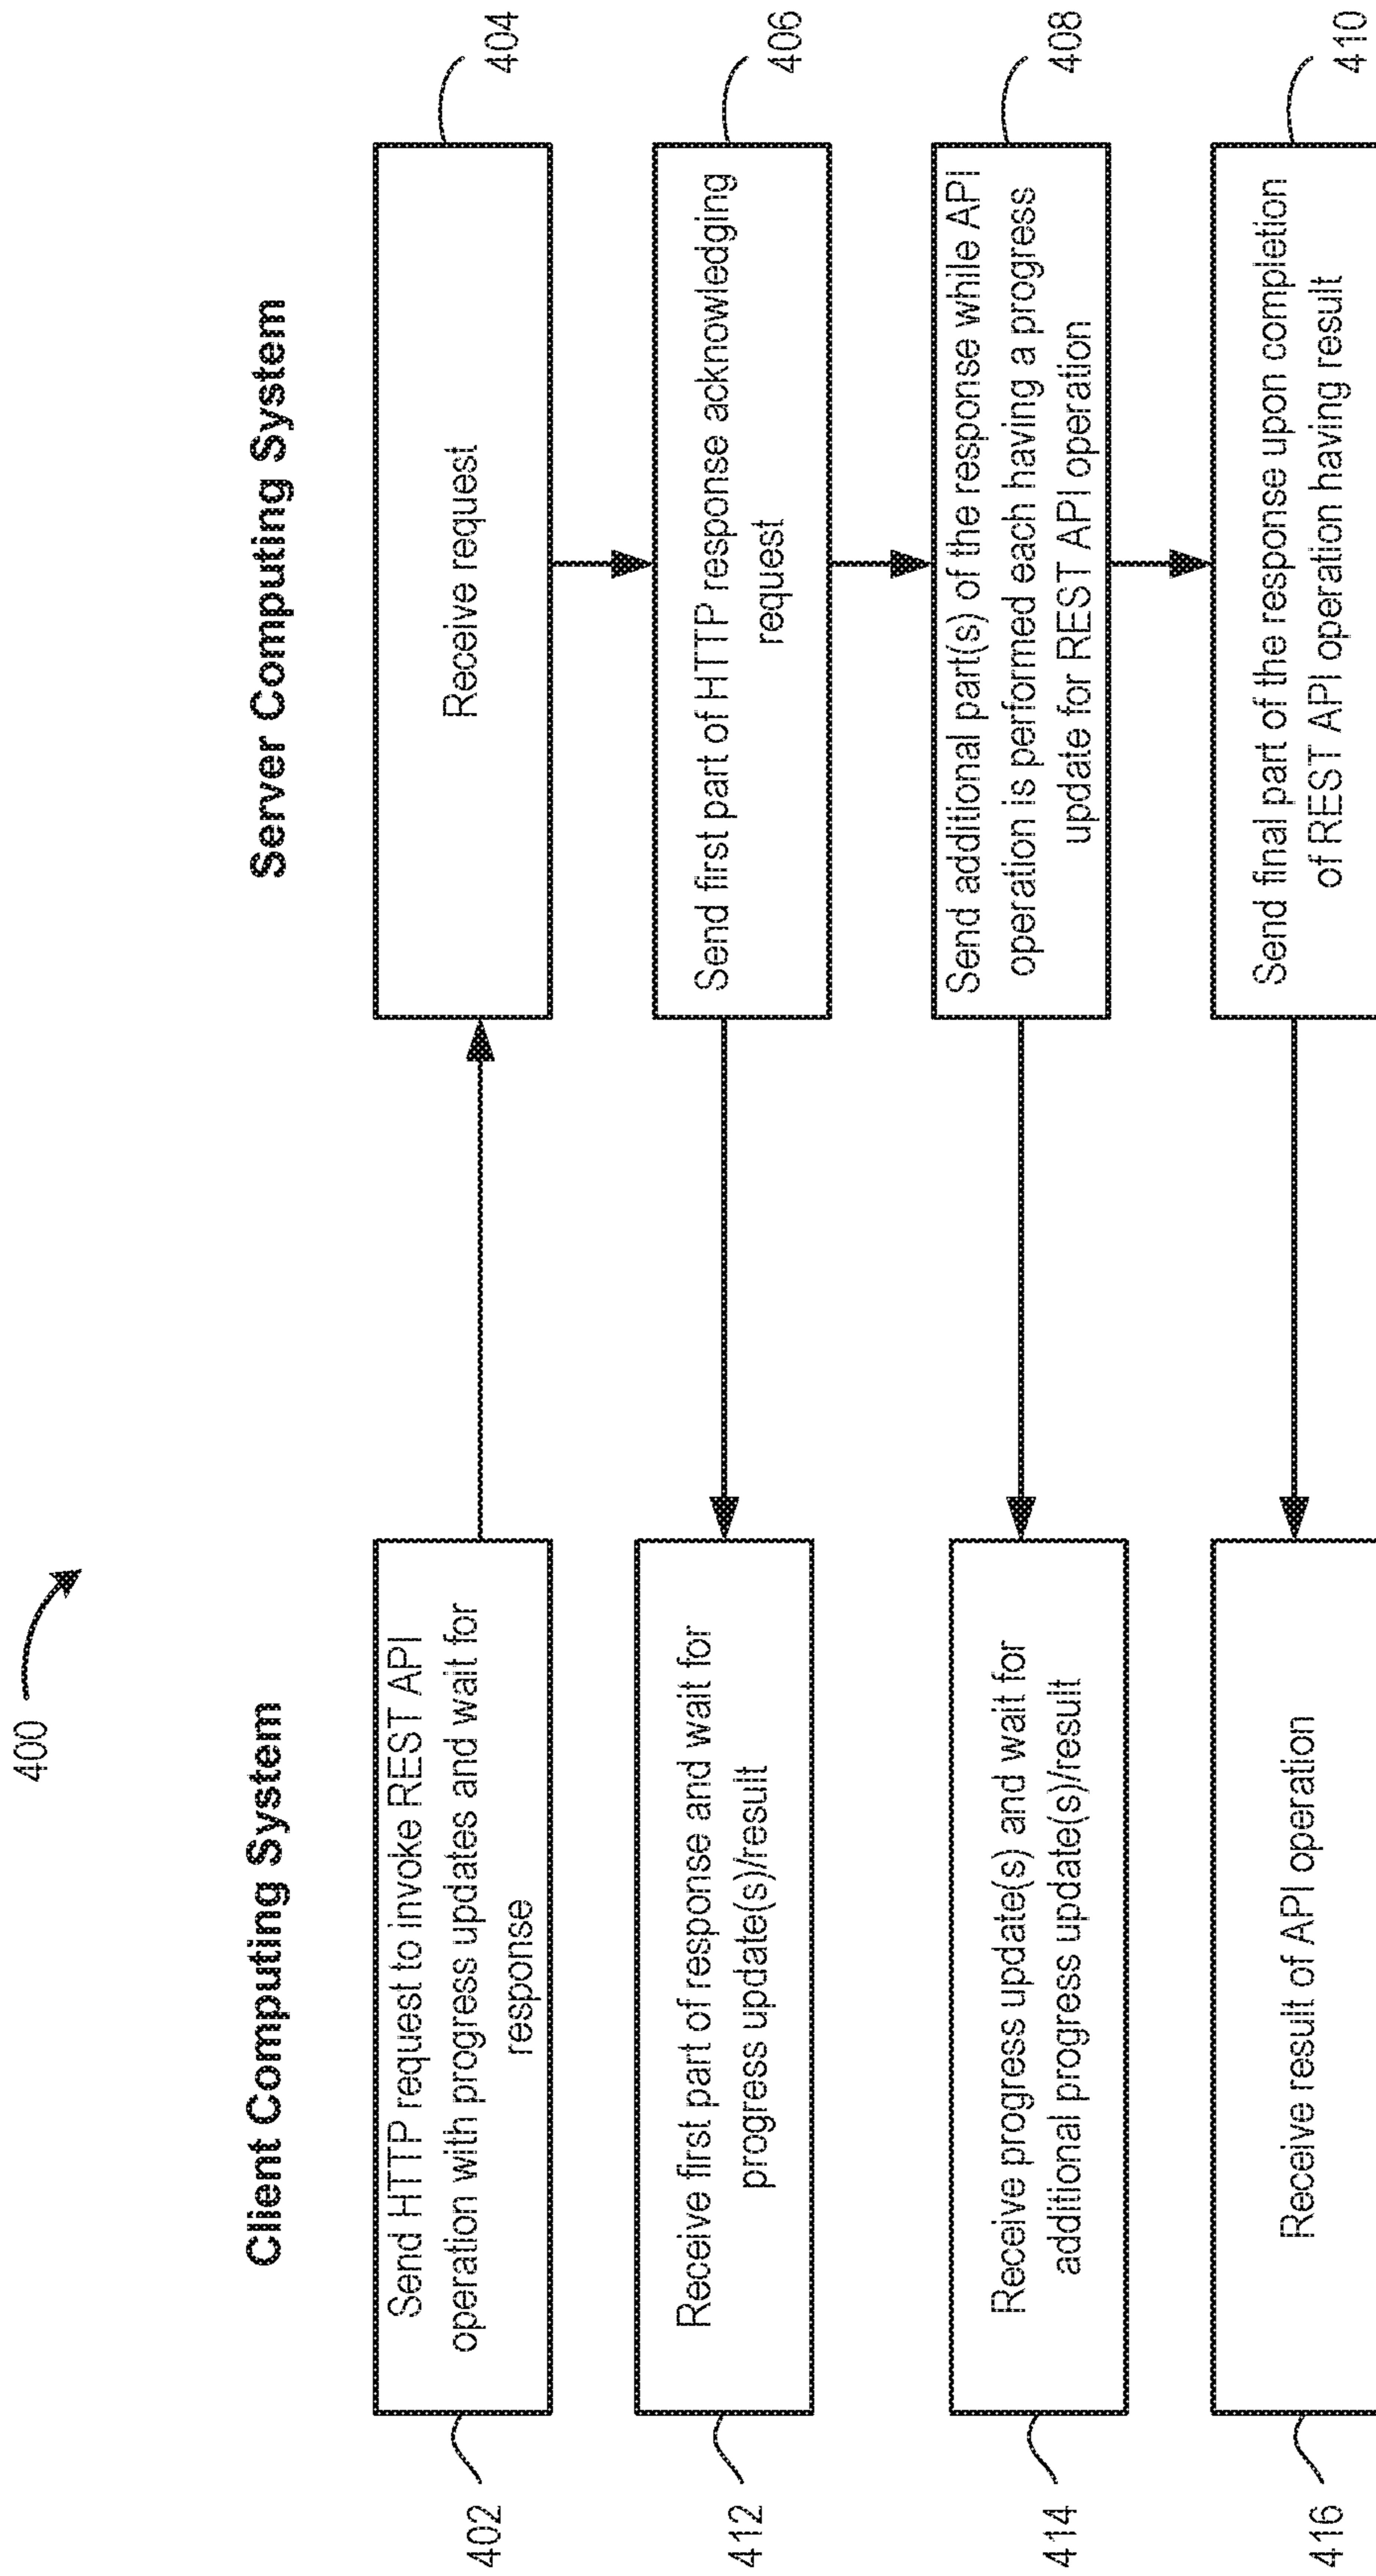 400
Client Computing System
Server Computing System
402
Send HTTP request to invoke REST API
operation with progress updates and wait for
response
Receive request
404
412
Receive first part of response and wait for
progress update(s)/result
Send first part of HTTP response acknowledging
request
406
414
Receive progress update(s) and wait for
additional progress update(s)/result
Send additional part(s) of the response while API
operation is performed each having a progress
update for REST API operation
408
416
Receive result of API operation
Send final part of the response upon completion
of REST API operation having result
410